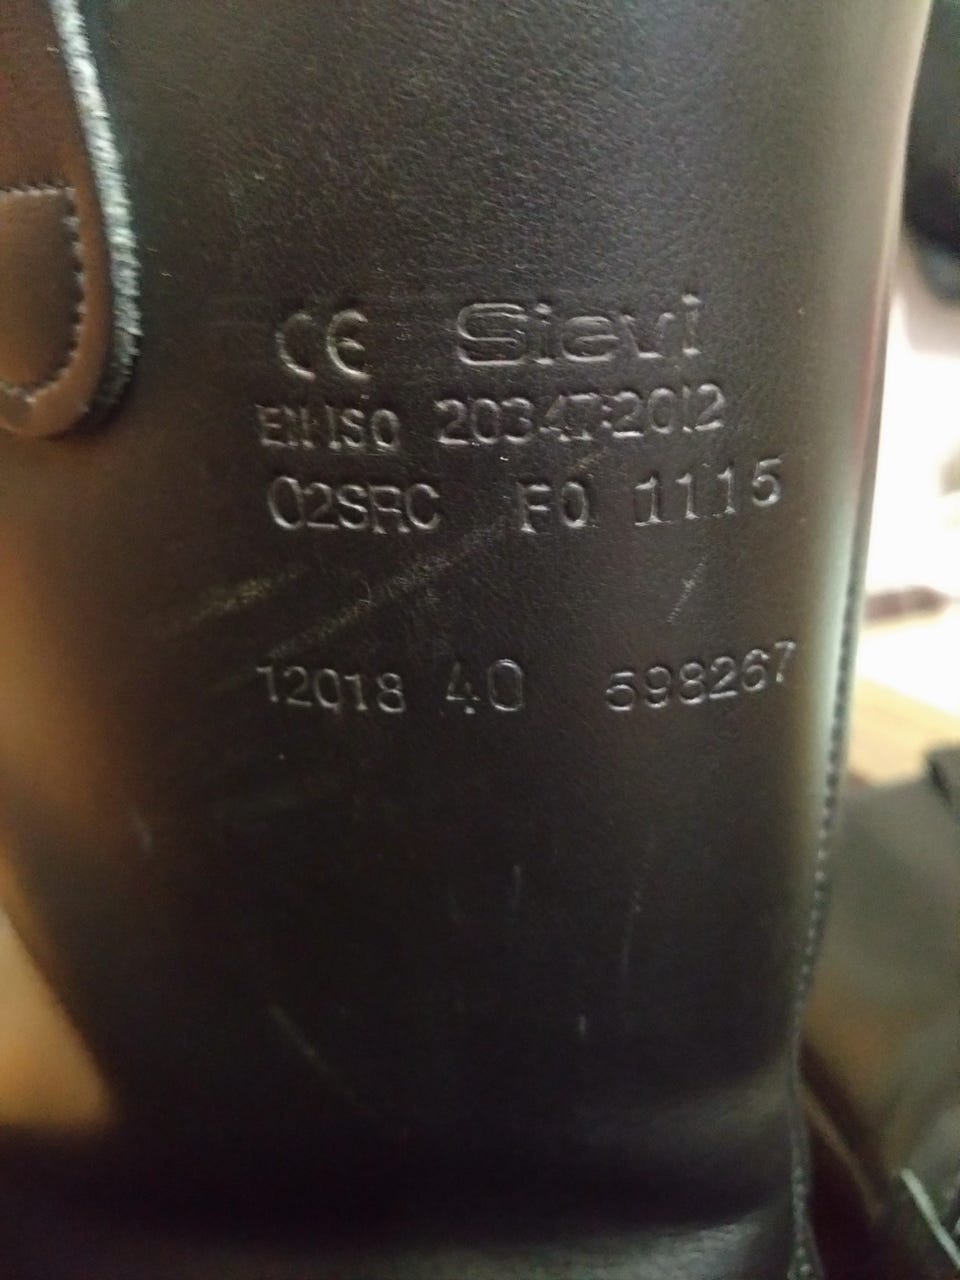 CE Sievi
EN ISO 20347:2012
O2SRC FO 1115
12018 40 598267